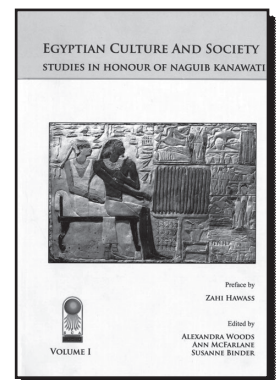 EGYPTIAN CULTURE AND SOCIETY
STUDIES IN HONOUR OF NAGUIB KANAWATI
Preface by
ZAHI HAWASS
Edited by
ALEXANDRA WOODS
ANN MCFARLANE
SUSANNE BINDER
VOLUME I